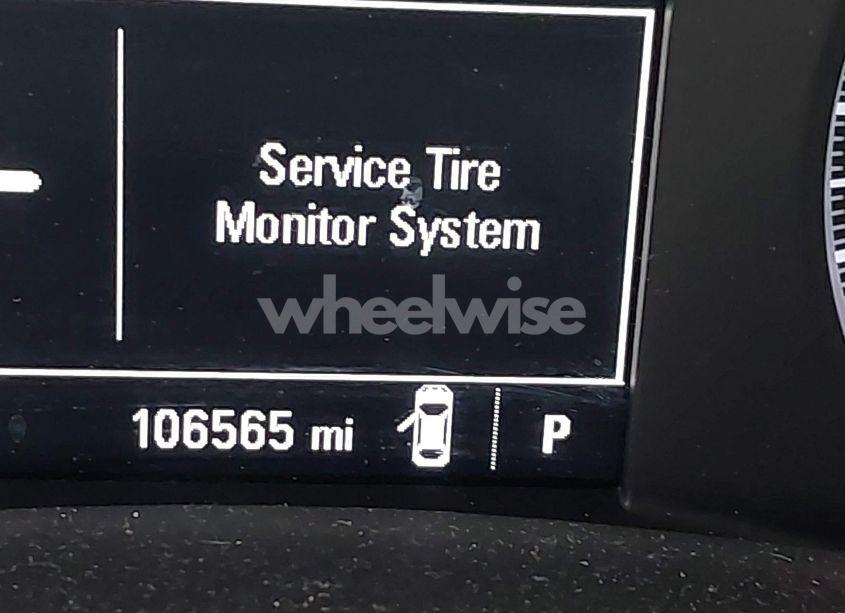 Service Tire
Monitor System
wheelwise
106565 mi
P